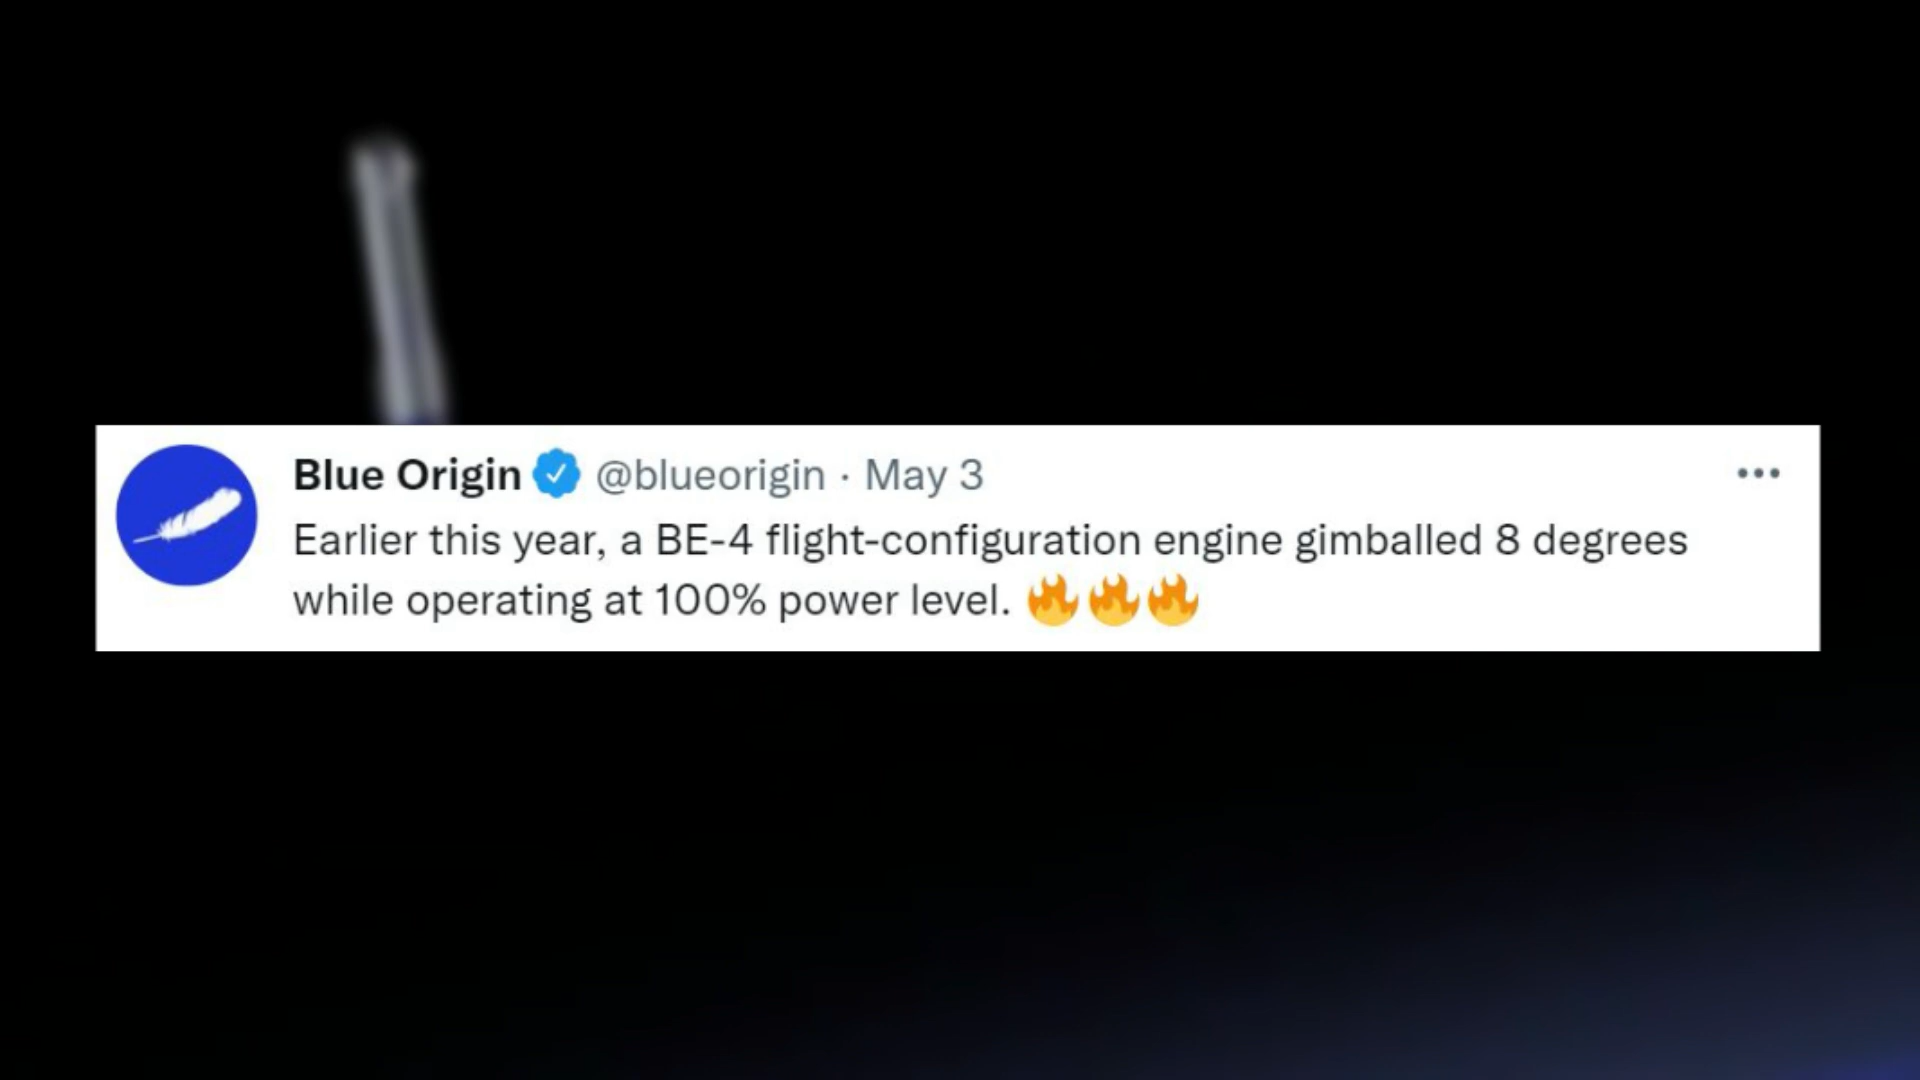 Blue Origin @blueorigin · May 3
Earlier this year, a BE-4 flight-configuration engine gimballed 8 degrees
while operating at 100% power level. 🔥🔥🔥